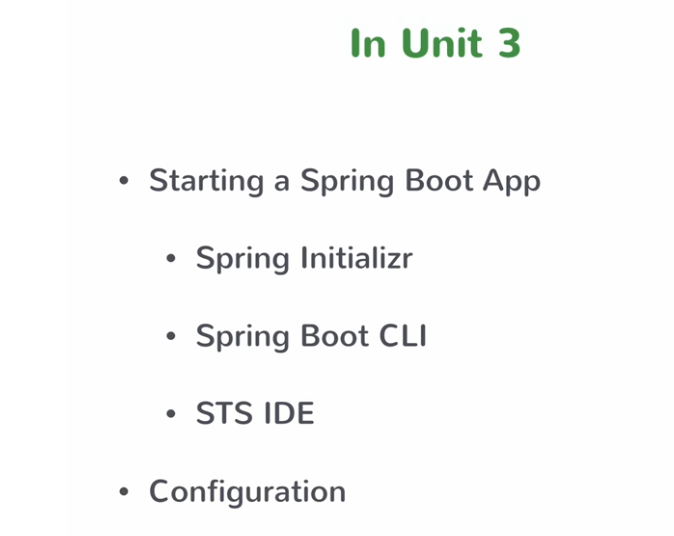 In Unit 3
• Starting a Spring Boot App
• Spring Initializr
• Spring Boot CLI
• STS IDE
• Configuration